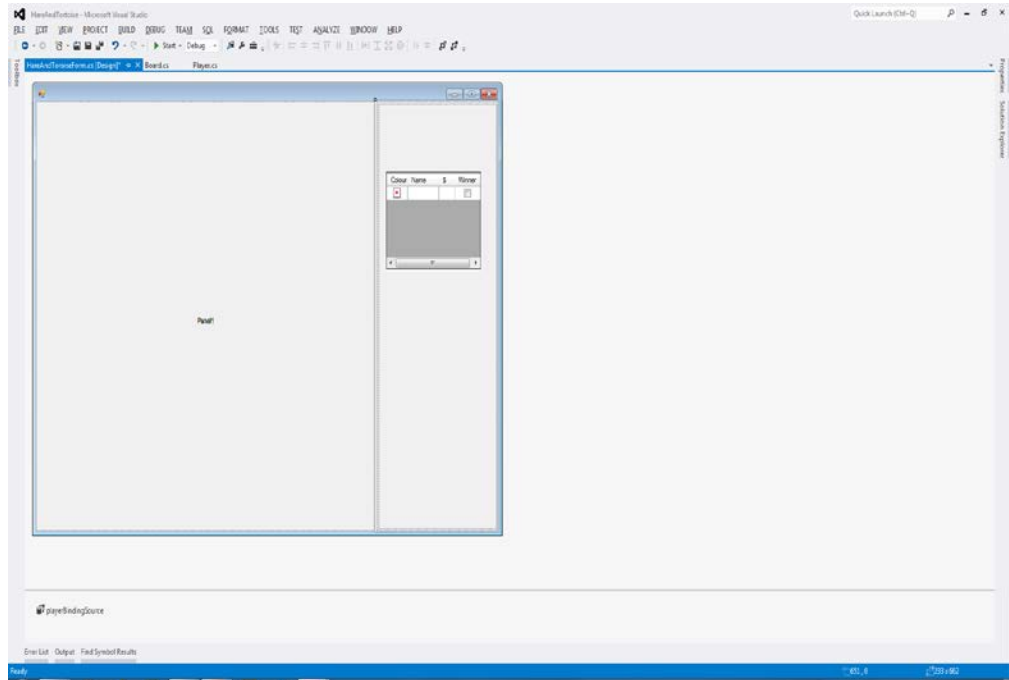 HareAndTortoise - Microsoft Visual Studio
Quick Launch (Ctrl+Q)
FILE EDIT VIEW PROJECT BUILD DEBUG TEAM SQL FORMAT TOOLS TEST ANALYZE WINDOW HELP
Start - Debug
Toolbox
HareAndTortoiseForm.cs [Design]* Board.cs Player.cs
Properties Solution Explorer
Colour Name $ Winner
Panel1
playerBindingSource
Error List Output Find Symbol Results
Ready